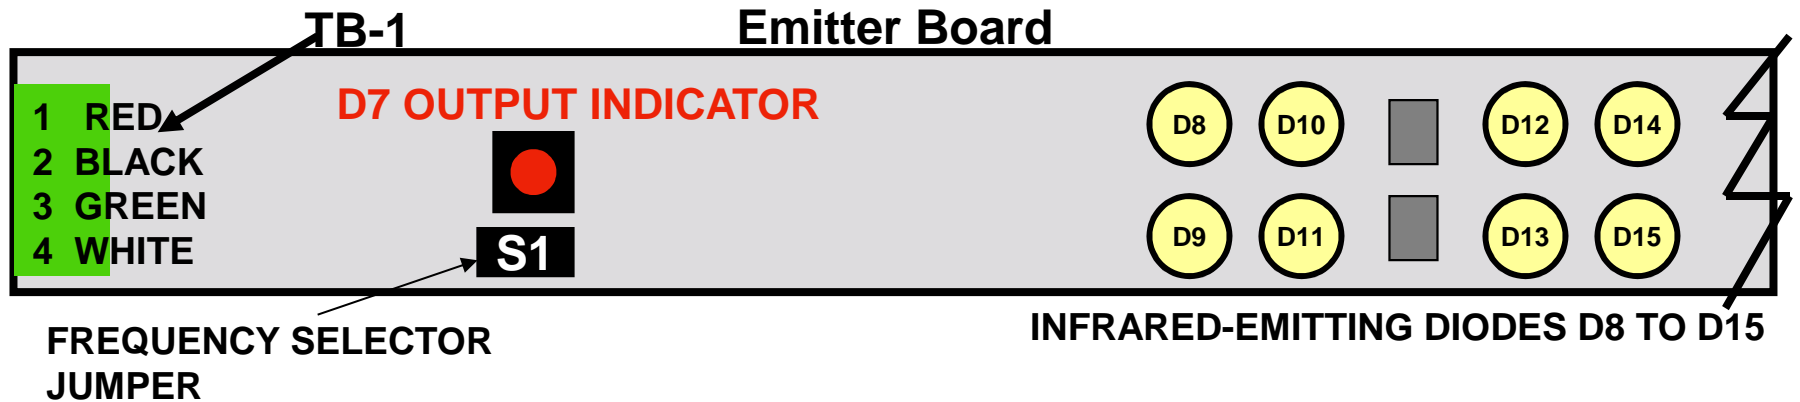 TB-1
Emitter Board
D7 OUTPUT INDICATOR
1 RED
2 BLACK
3 GREEN
4 WHITE
S1
D8 D10 D12 D14
D9 D11 D13 D15
FREQUENCY SELECTOR
JUMPER
INFRARED-EMITTING DIODES D8 TO D15